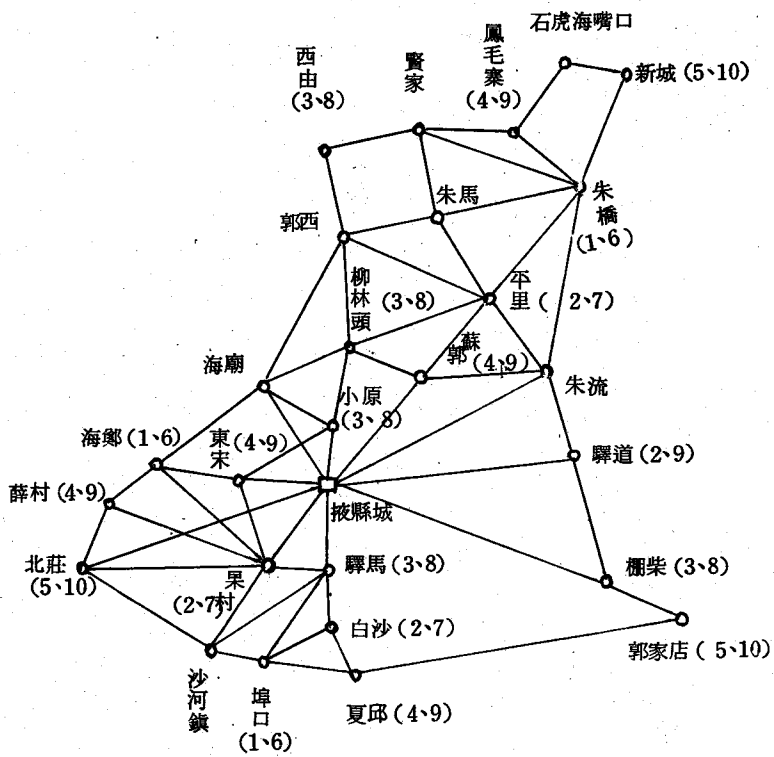 石虎海嘴口
新城(5、10)
鳳毛寨(4、9)
賢家
西由(3、8)
朱馬
朱橋(1、6)
郭西
柳林頭(3、8)
平里(2、7)
蘇郭(4、9)
朱流
海廟
小原(3、8)
海鄉(1、6)
東宋(4、9)
驛道(2、9)
薛村(4、9)
掖縣城
北莊(5、10)
杲村(2、7)
驛馬(3、8)
棚柴(3、8)
白沙(2、7)
郭家店(5、10)
沙河鎮
埠口(1、6)
夏邱(4、9)